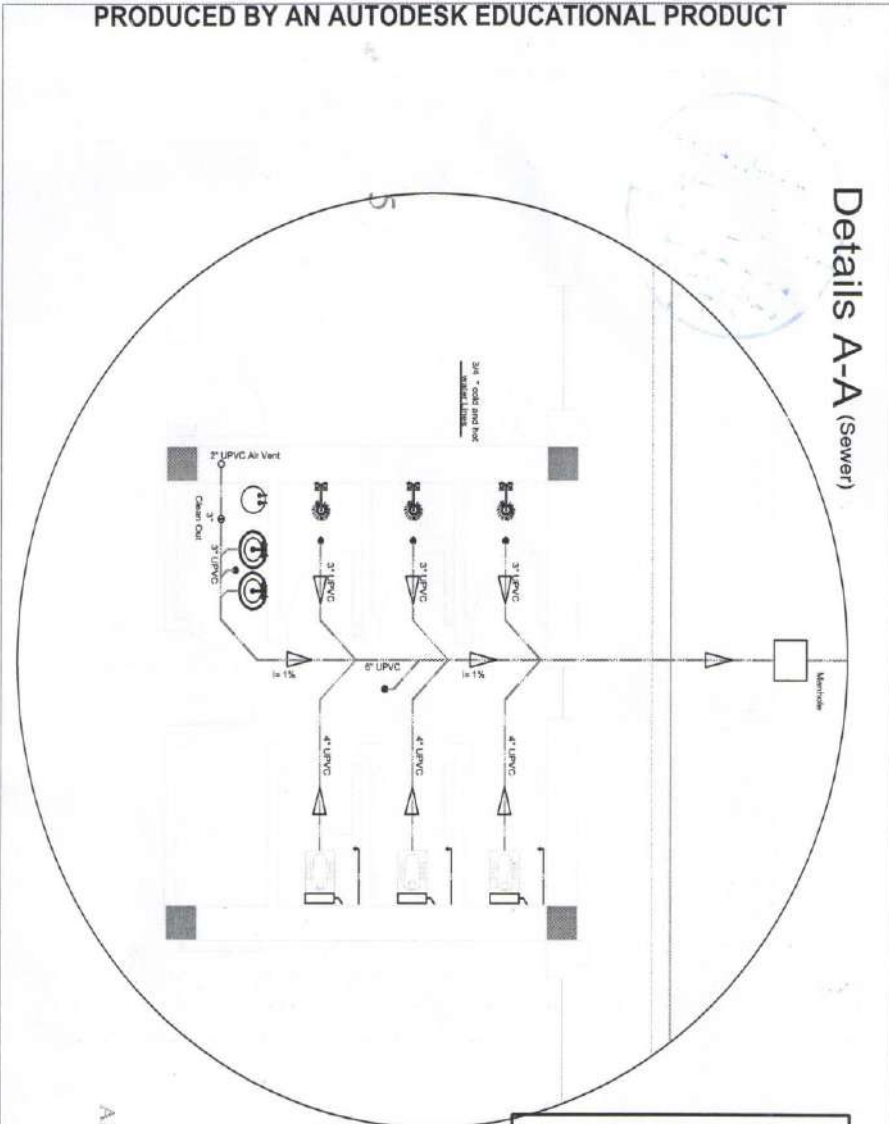 PRODUCED BY AN AUTODESK EDUCATIONAL PRODUCT
Details A-A (Sewer)
Manhole
3/4 " cold and hot
water Lines
2" UPVC Air Vent
3"
Clean Out
3" UPVC
3" UPVC
3" UPVC
3" UPVC
i= 1%
6" UPVC
i= 1%
4" UPVC
4" UPVC
4" UPVC
5
A